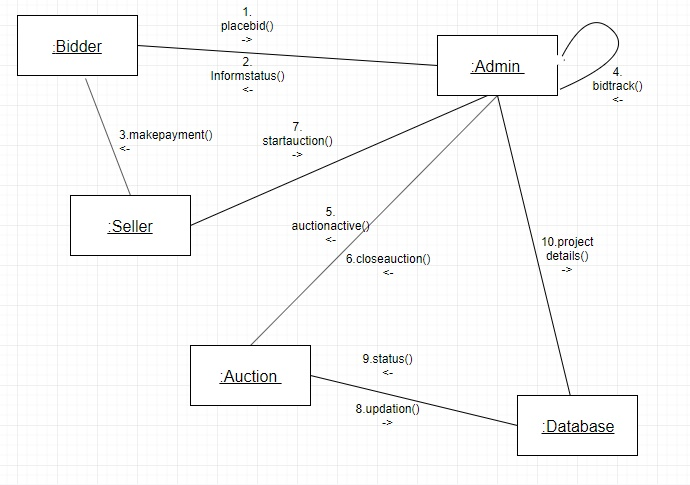 1.
placebid()
->
:Bidder
2.
Informstatus()
<-
:Admin
4.
bidtrack()
<-
3.makepayment()
<-
7.
startauction()
->
:Seller
5.
auctionactive()
<-
6.closeauction()
<-
10.project
details()
->
:Auction
9.status()
<-
8.updation()
->
:Database